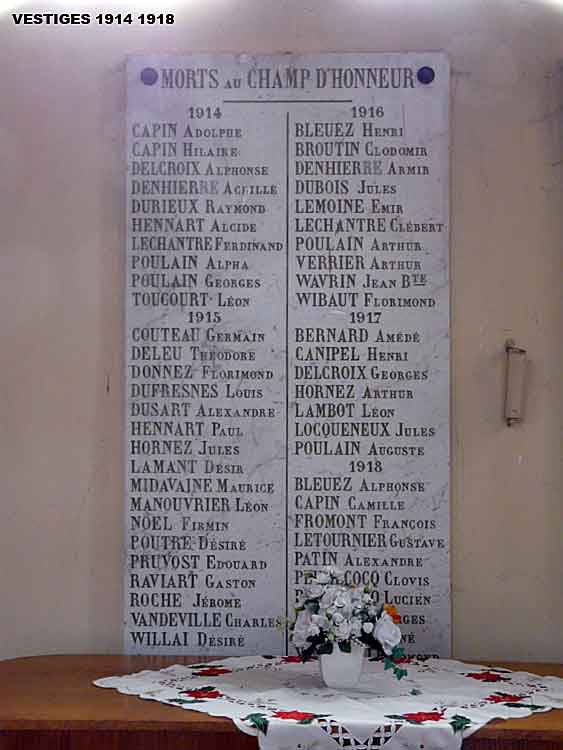 VESTIGES 1914 1918
MORTS AU CHAMP D'HONNEUR
1914
CAPIN ADOLPHE
CAPIN HILAIRE
DELCROIX ALPHONSE
DENHIERRE ACHILLE
DURIEUX RAYMOND
HENNART ALCIDE
LECHANTRE FERDINAND
POULAIN ALPHA
POULAIN GEORGES
TOUCOURT LÉON
1915
COUTEAU GERMAIN
DELEU THÉODORE
DONNEZ FLORIMOND
DUFRESNES LOUIS
DUSART ALEXANDRE
HENNART PAUL
HORNEZ JULES
LAMANT DÉSIR
MIDAVAINE MAURICE
MANOUVRIER LÉON
NOËL FIRMIN
POUTRE DÉSIRÉ
PRUVOST EDOUARD
RAVIART GASTON
ROCHE JÉROME
VANDEVILLE CHARLES
WILLAI DÉSIRÉ
1916
BLEUEZ HENRI
BROUTIN CLODOMIR
DENHIERRE ARMIR
DUBOIS JULES
LEMOINE EMIR
LECHANTRE CLÉBERT
POULAIN ARTHUR
VERRIER ARTHUR
WAVRIN JEAN BTE
WIBAUT FLORIMOND
1917
BERNARD AMÉDÉ
CANIPEL HENRI
DELCROIX GEORGES
HORNEZ ARTHUR
LAMBOT LÉON
LOCQUENEUX JULES
POULAIN AUGUSTE
1918
BLEUEZ ALPHONSE
CAPIN CAMILLE
FROMONT FRANÇOIS
LETOURNIER GUSTAVE
PATIN ALEXANDRE
CLOVIS
LUCIEN